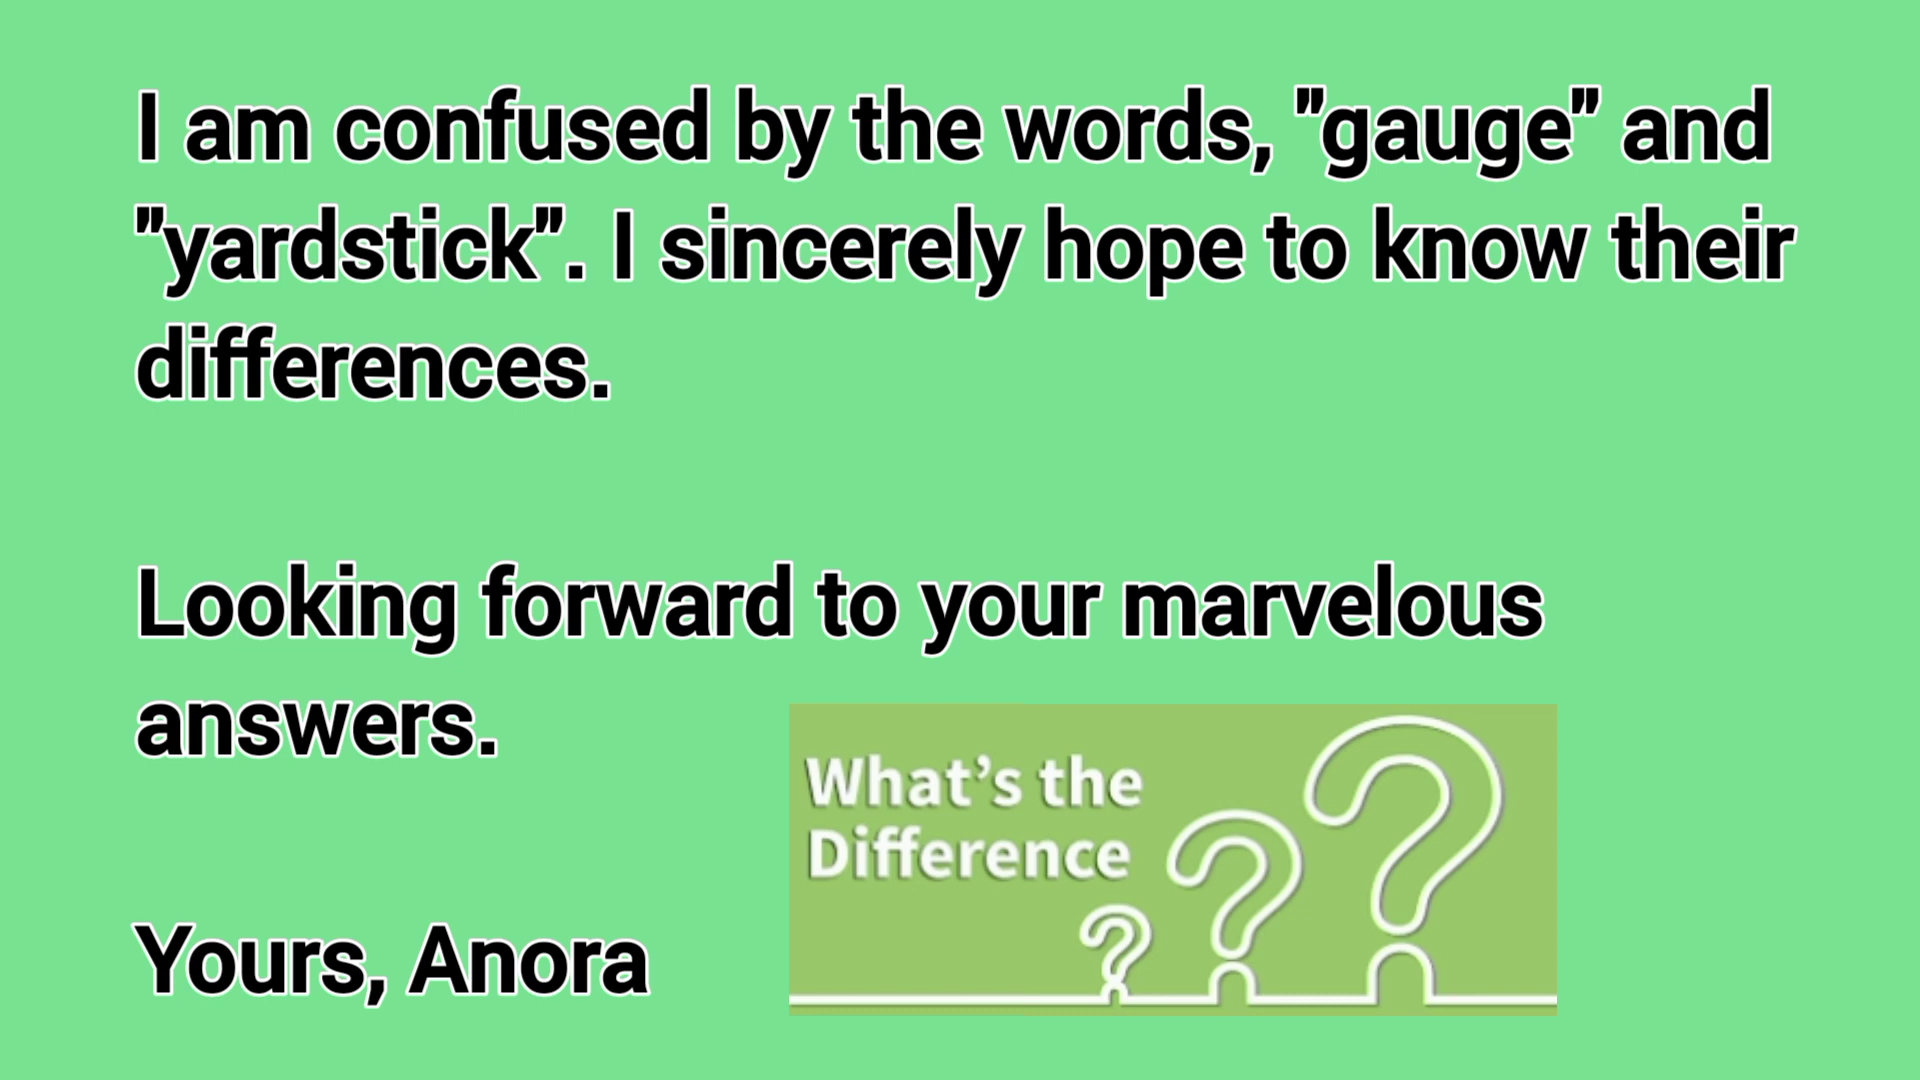 I am confused by the words, "gauge" and
"yardstick". I sincerely hope to know their
differences.
Looking forward to your marvelous
answers.
What's the
Difference
Yours, Anora